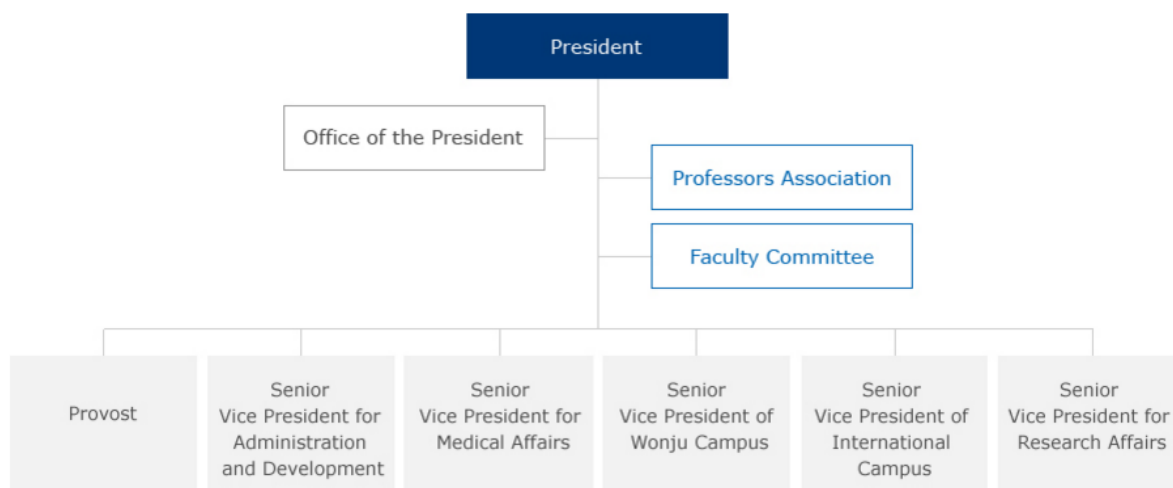 President
Office of the President
Professors Association
Faculty Committee
Provost
Senior
Vice President for
Administration
and Development
Senior
Vice President for
Medical Affairs
Senior
Vice President of
Wonju Campus
Senior
Vice President of
International
Campus
Senior
Vice President for
Research Affairs